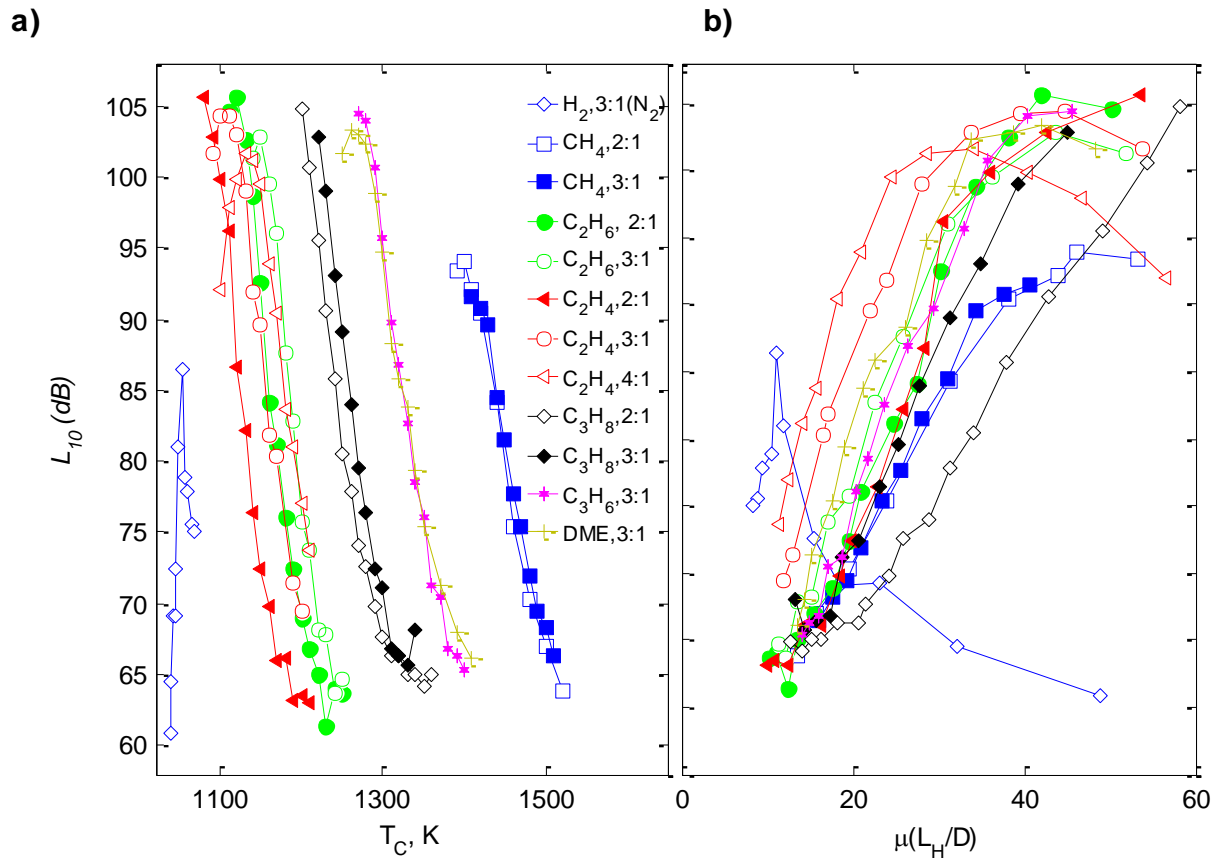 a)
b)
105
100
95
90
85
80
75
70
65
60
L10 (dB)
H2,3:1(N2)
CH4,2:1
CH4,3:1
C2H6, 2:1
C2H6,3:1
C2H4,2:1
C2H4,3:1
C2H4,4:1
C3H8,2:1
C3H8,3:1
C3H6,3:1
DME,3:1
1100
1300
1500
TC, K
0
20
40
60
μ(LH/D)